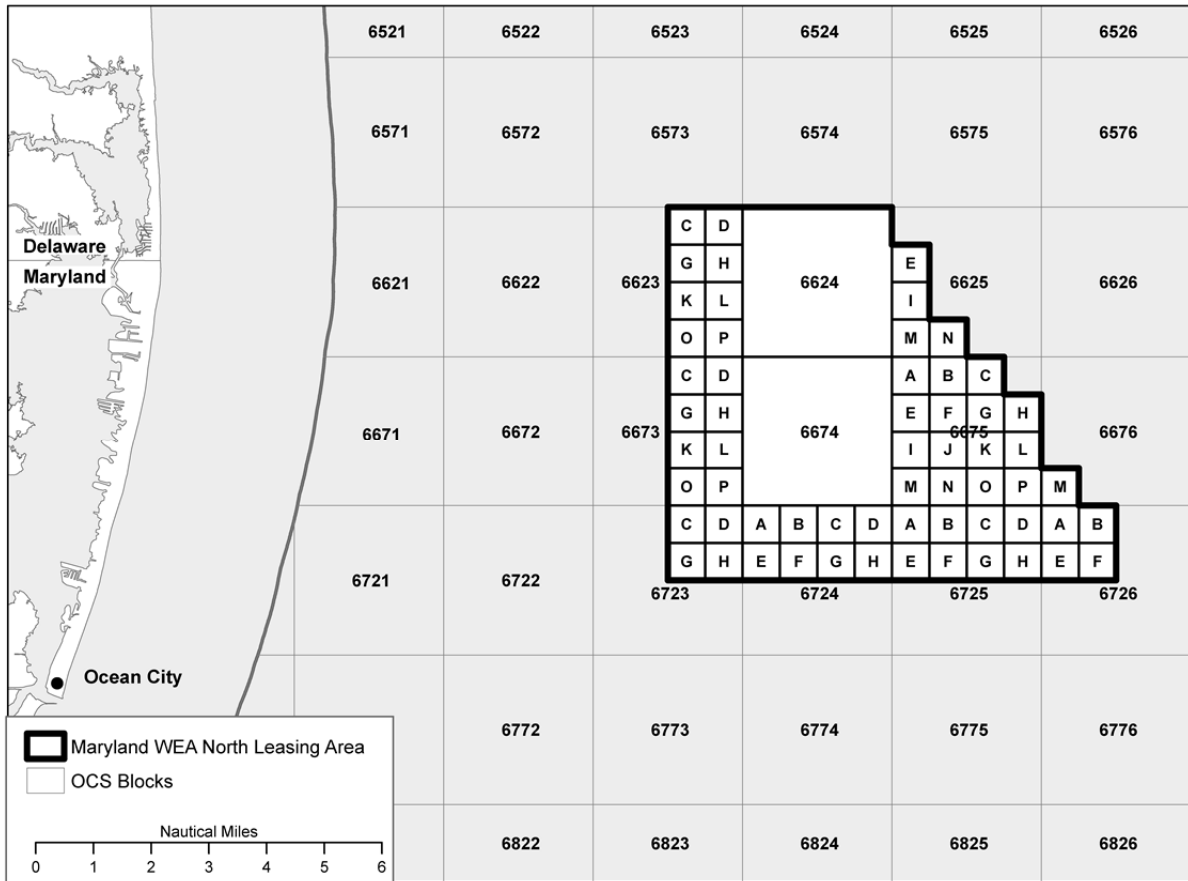 6521 6522 6523 6524 6525 6526
6571 6572 6573 6574 6575 6576
C D
Delaware
G H E
Maryland
6621 6622 6623 6624 6625 6626
K L I
O P M N
C D A B C
G H E F G H
6671 6672 6673 6674 6675 6676
K L I J K L
O P M N O P M
C D A B C D A B C D A B
G H E F G H E F G H E F
6721 6722 6723 6724 6725 6726
Ocean City
6772 6773 6774 6775 6776
Maryland WEA North Leasing Area
OCS Blocks
Nautical Miles
0 1 2 3 4 5 6
6822 6823 6824 6825 6826